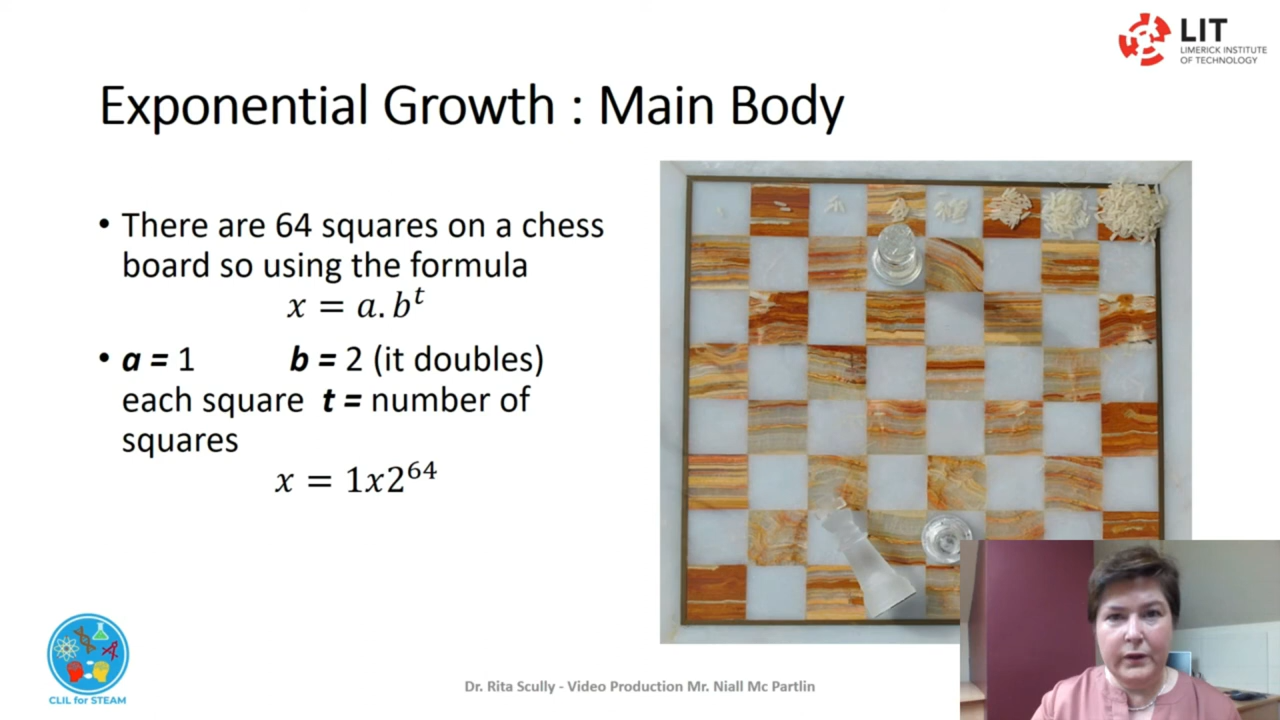 LIT
LIMERICK INSTITUTE
OF TECHNOLOGY
Exponential Growth : Main Body
• There are 64 squares on a chess
board so using the formula
x = a.b^t
• a = 1 b = 2 (it doubles)
each square t = number of
squares
x = 1x2^64
CLIL for STEAM
Dr. Rita Scully - Video Production Mr. Niall Mc Partlin